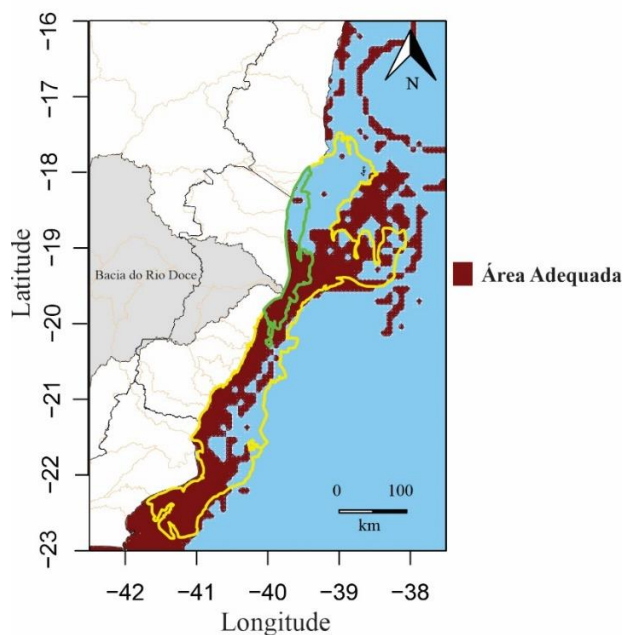 −16
−17
−18
−19
−20
−21
−22
−23
Latitude
N
Bacia do Rio Doce
Área Adequada
0 100
km
−42 −41 −40 −39 −38
Longitude